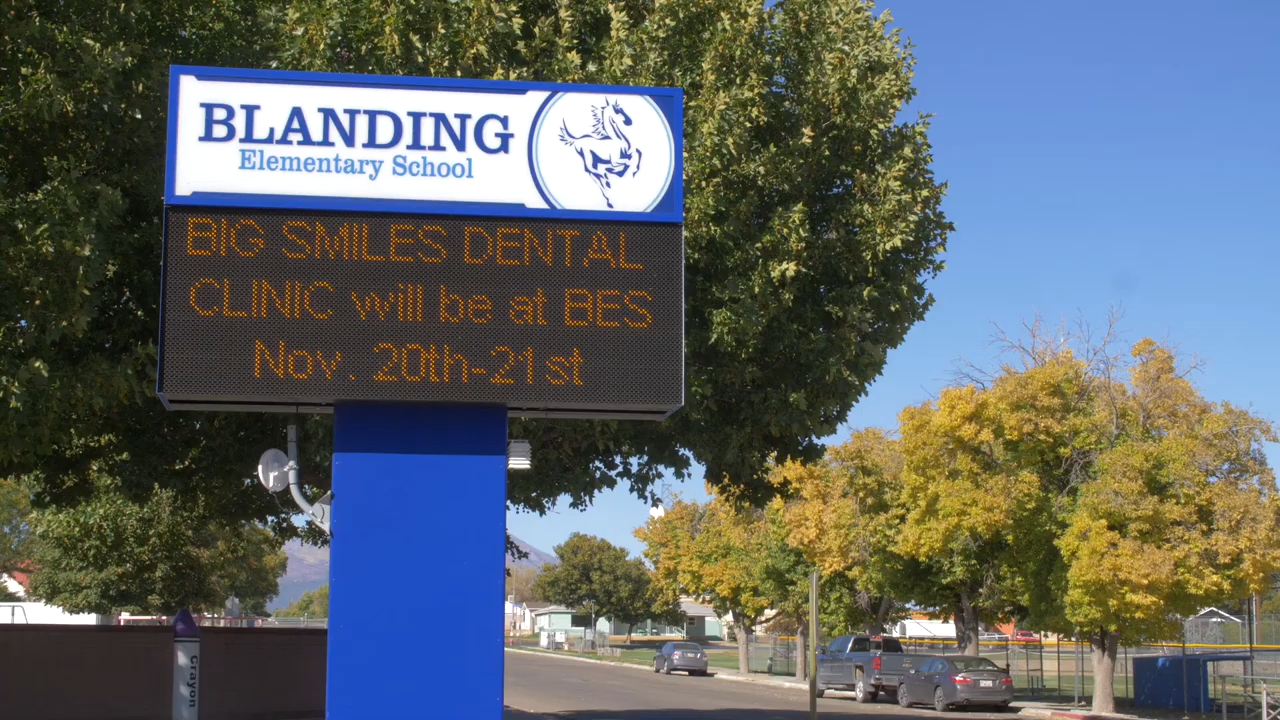 BLANDING
Elementary School
BIG SMILES DENTAL
CLINIC will be at BES
Nov. 20th-21st
Crayon